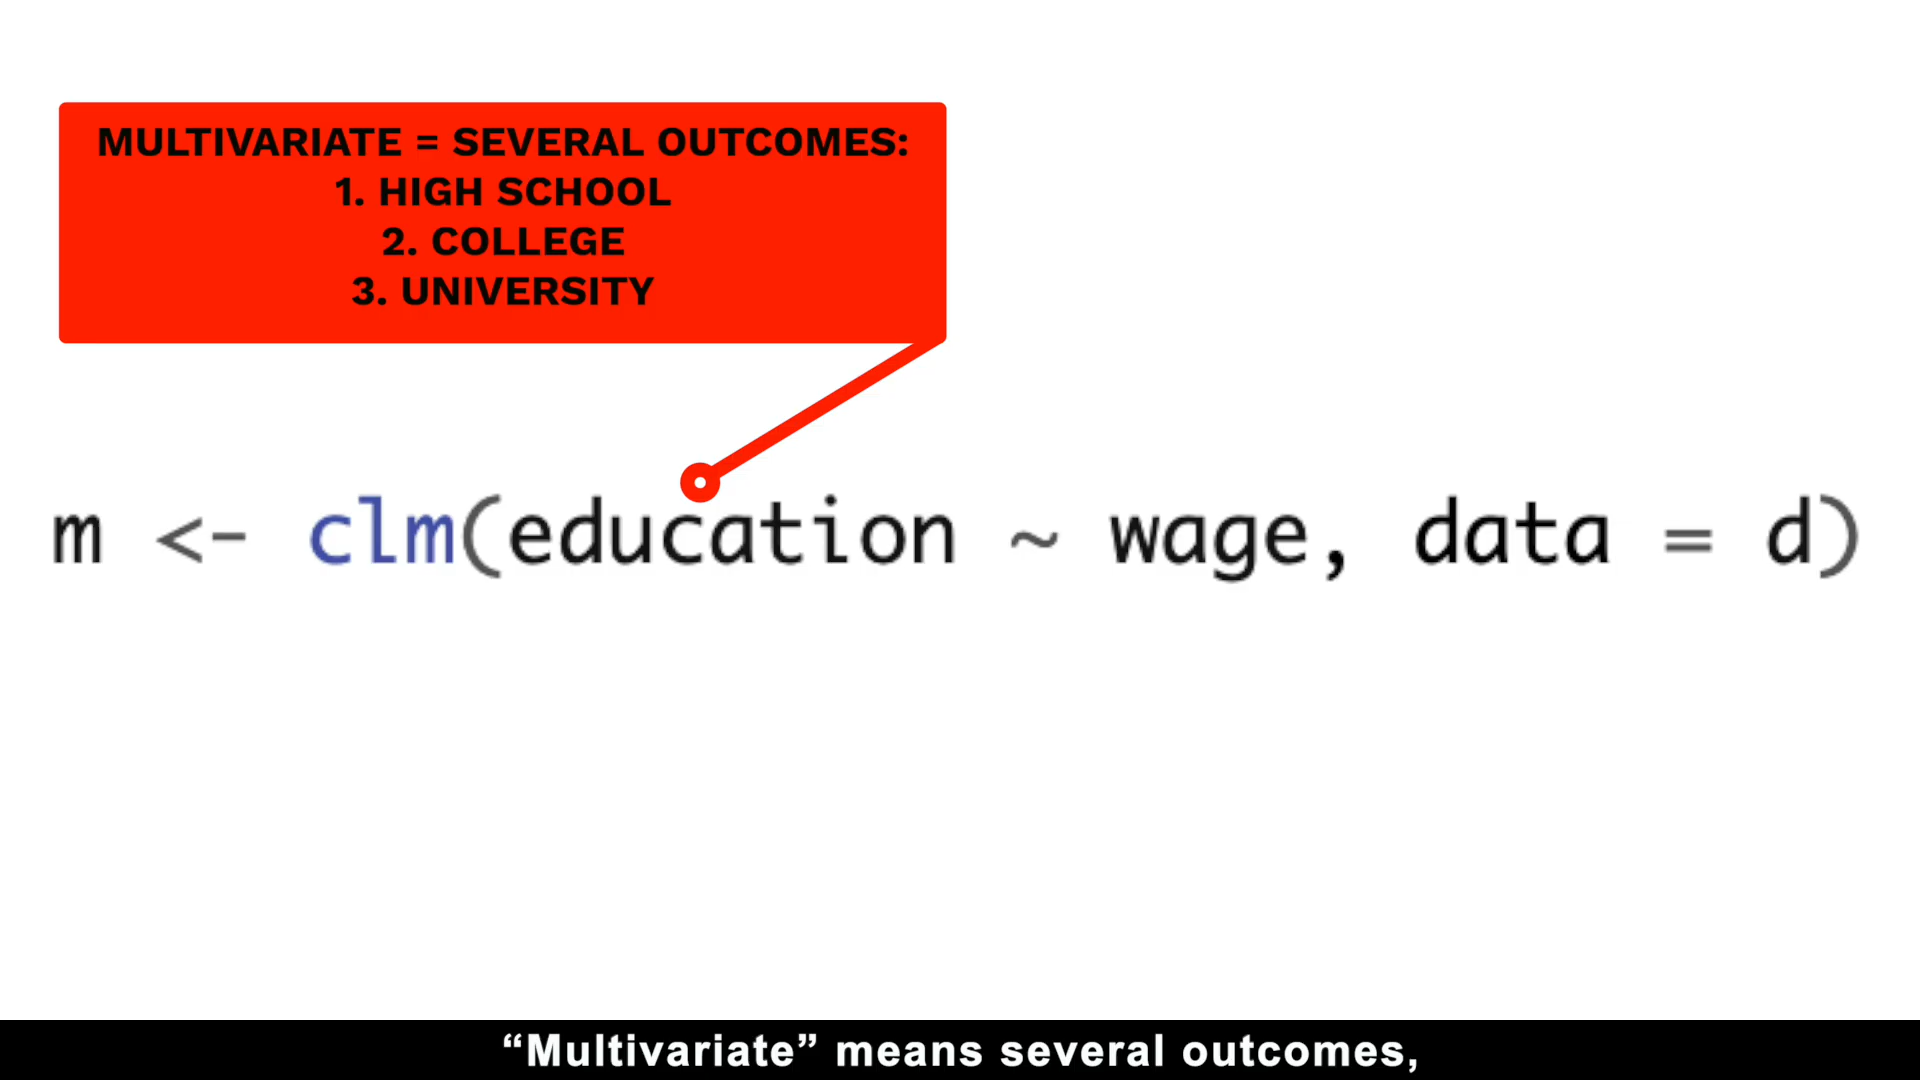 MULTIVARIATE = SEVERAL OUTCOMES:
1. HIGH SCHOOL
2. COLLEGE
3. UNIVERSITY
m <- clm(education ~ wage, data = d)
“Multivariate” means several outcomes,